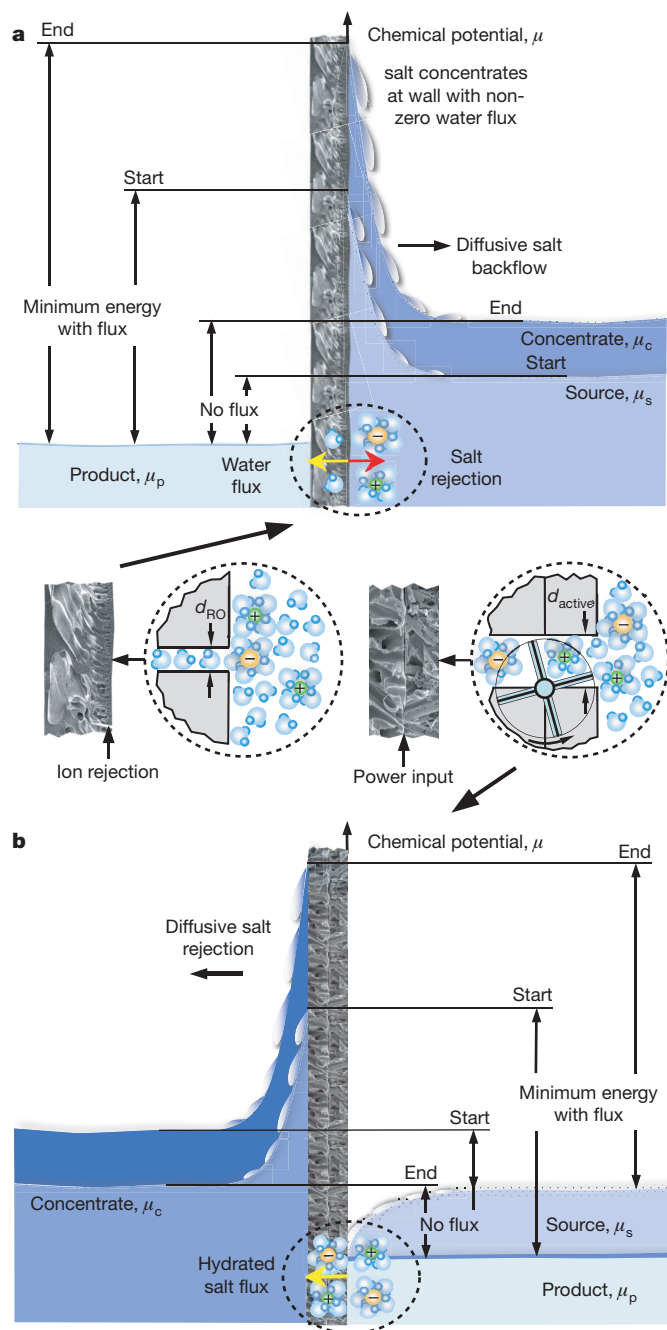 a
End
Chemical potential, μ
salt concentrates
at wall with non-
zero water flux
Start
Diffusive salt
backflow
Minimum energy
with flux
End
Concentrate, μc
Start
No flux
Source, μs
Product, μp
Water
flux
−
+
Salt
rejection
dRO
+
−
+
Ion rejection
dactive
−
+
−
+
Power input
b
Chemical potential, μ
End
Diffusive salt
rejection
Start
Minimum energy
with flux
Start
End
Concentrate, μc
No flux
Source, μs
Hydrated
salt flux
−
+
+
−
Product, μp